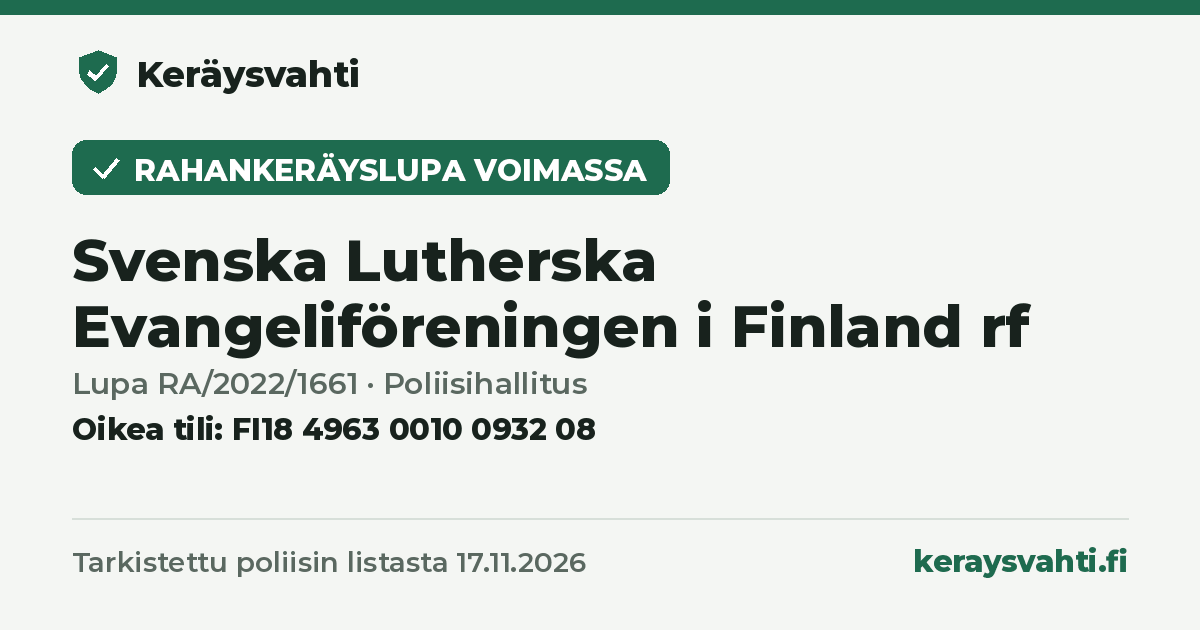 Keräysvahti
RAHANKERÄYSLUPA VOIMASSA
Svenska Lutherska
Evangeliföreningen i Finland rf
Lupa RA/2022/1661 · Poliisihallitus
Oikea tili: FI18 4963 0010 0932 08
Tarkistettu poliisin listasta 17.11.2026
keraysvahti.fi